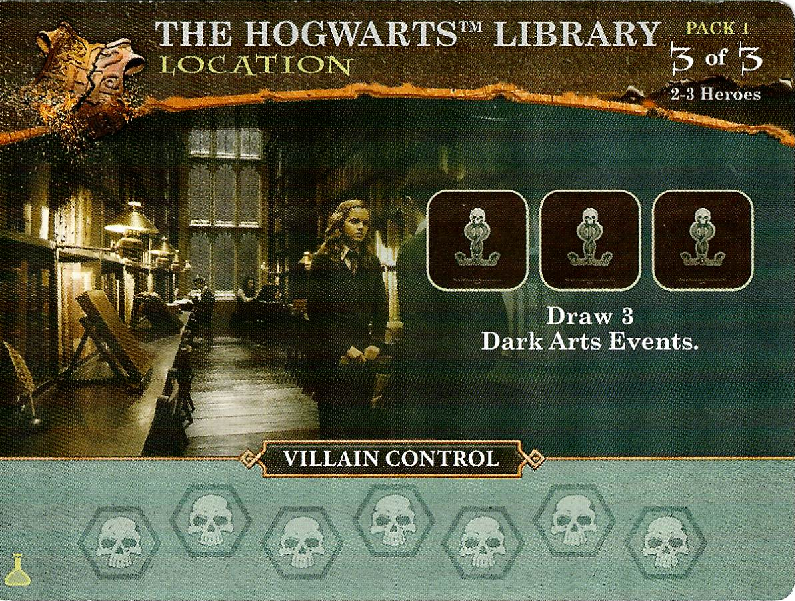 THE HOGWARTS™ LIBRARY
LOCATION
PACK 1
3 of 3
2-3 Heroes
Draw 3
Dark Arts Events.
VILLAIN CONTROL